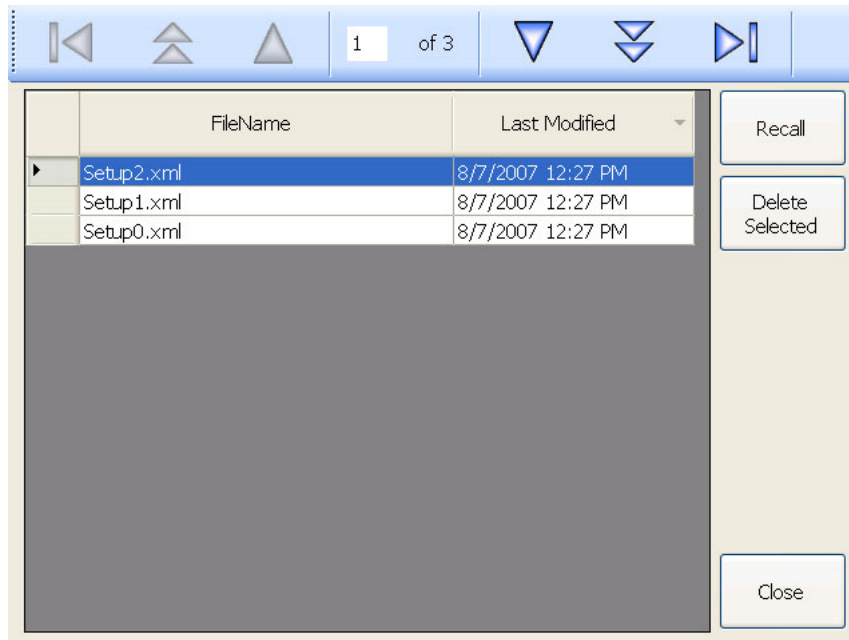 1 of 3
FileName Last Modified
Recall
Setup2.xml 8/7/2007 12:27 PM
Setup1.xml 8/7/2007 12:27 PM
Setup0.xml 8/7/2007 12:27 PM
Delete
Selected
Close